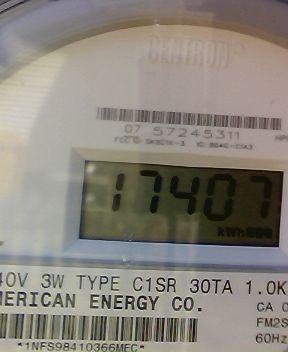 CENTRON
07 57245311
17407
kWh
40V 3W TYPE C1SR 30TA 1.0K
MERICAN ENERGY CO.
CA 0
FM2S
60Hz
*1NFS98410366MEC*